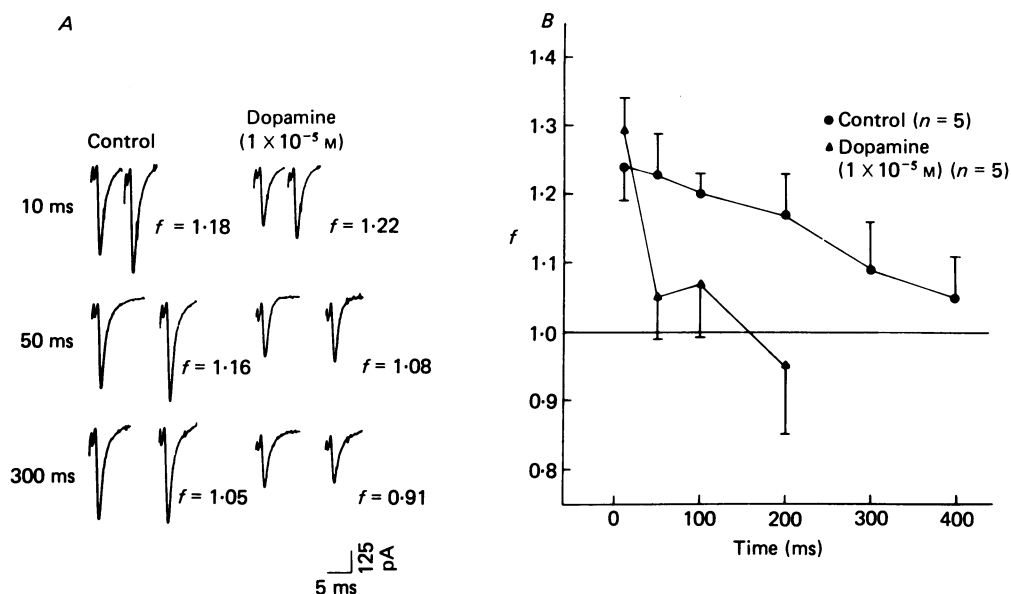 A
Control
Dopamine
(1 × 10⁻⁵ M)
10 ms
f = 1·18
f = 1·22
50 ms
f = 1·16
f = 1·08
300 ms
f = 1·05
f = 0·91
125
pA
5 ms
B
1·4
1·3
1·2
1·1
1·0
0·9
0·8
f
Control (n = 5)
Dopamine
(1 × 10⁻⁵ M) (n = 5)
0
100
200
300
400
Time (ms)